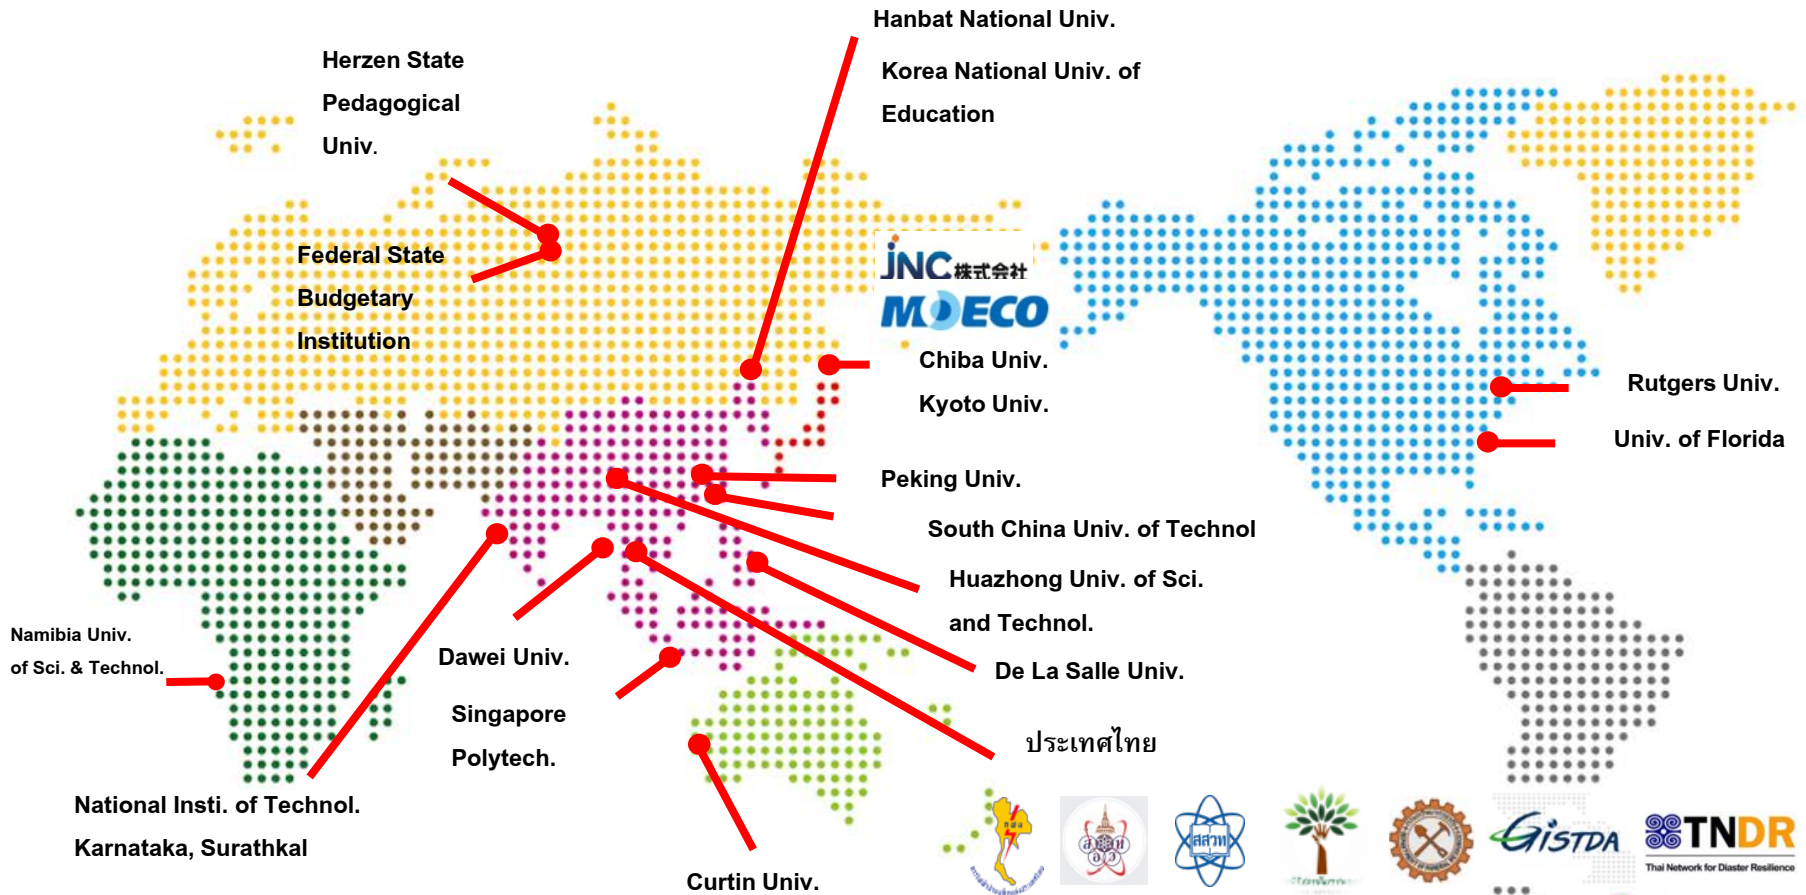 Hanbat National Univ.
Korea National Univ. of
Education
Herzen State
Pedagogical
Univ.
Federal State
Budgetary
Institution
JNC株式会社
MOECO
Chiba Univ.
Kyoto Univ.
Rutgers Univ.
Univ. of Florida
Peking Univ.
South China Univ. of Technol
Huazhong Univ. of Sci.
and Technol.
De La Salle Univ.
Namibia Univ.
of Sci. & Technol.
Dawei Univ.
Singapore
Polytech.
ประเทศไทย
National Insti. of Technol.
Karnataka, Surathkal
Curtin Univ.
สสวท
GISTDA
TNDR
Thai Network for Disaster Resilience